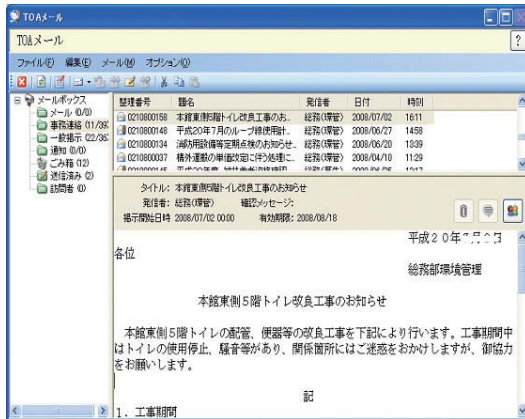 TOAメール
TOAメール
?
ファイル(F) 編集(E) メール(M) オプション(O)
メールボックス
メール (0/0)
事務連絡 (11/39
一般掲示 (22/36
通知 (0/0)
ごみ箱 (12)
送信済み (2)
訪問者 (0)
整理番号 題名 発信者 日付 時刻
0210800158 本館東側5階トイレ改良工事のお.. 総務(環管) 2008/07/02 16:11
0210800148 平成20年7月のループ線使用計.. 総務(環管) 2008/06/27 14:58
0210800134 消防用設備等定期点検のお知らせ 総務(環管) 2008/06/20 13:39
0210800037 構外運搬の単価改定に伴う処理に.. 総務(環管) 2008/04/10 11:29
タイトル: 本館東側5階トイレ改良工事のお知らせ
発信者: 総務(環管) 確認メッセージ:
掲示開始日時 2008/07/02 00:00 有効期限: 2008/08/18
平成20年
各位
総務部環境管理
本館東側5階トイレ改良工事のお知らせ
本館東側5階トイレの配管、便器等の改良工事を下記により行います。工事期間中
はトイレの使用停止、騒音等があり、関係箇所にはご迷惑をおかけしますが、御協力
をお願いします。
記
1. 工事期間